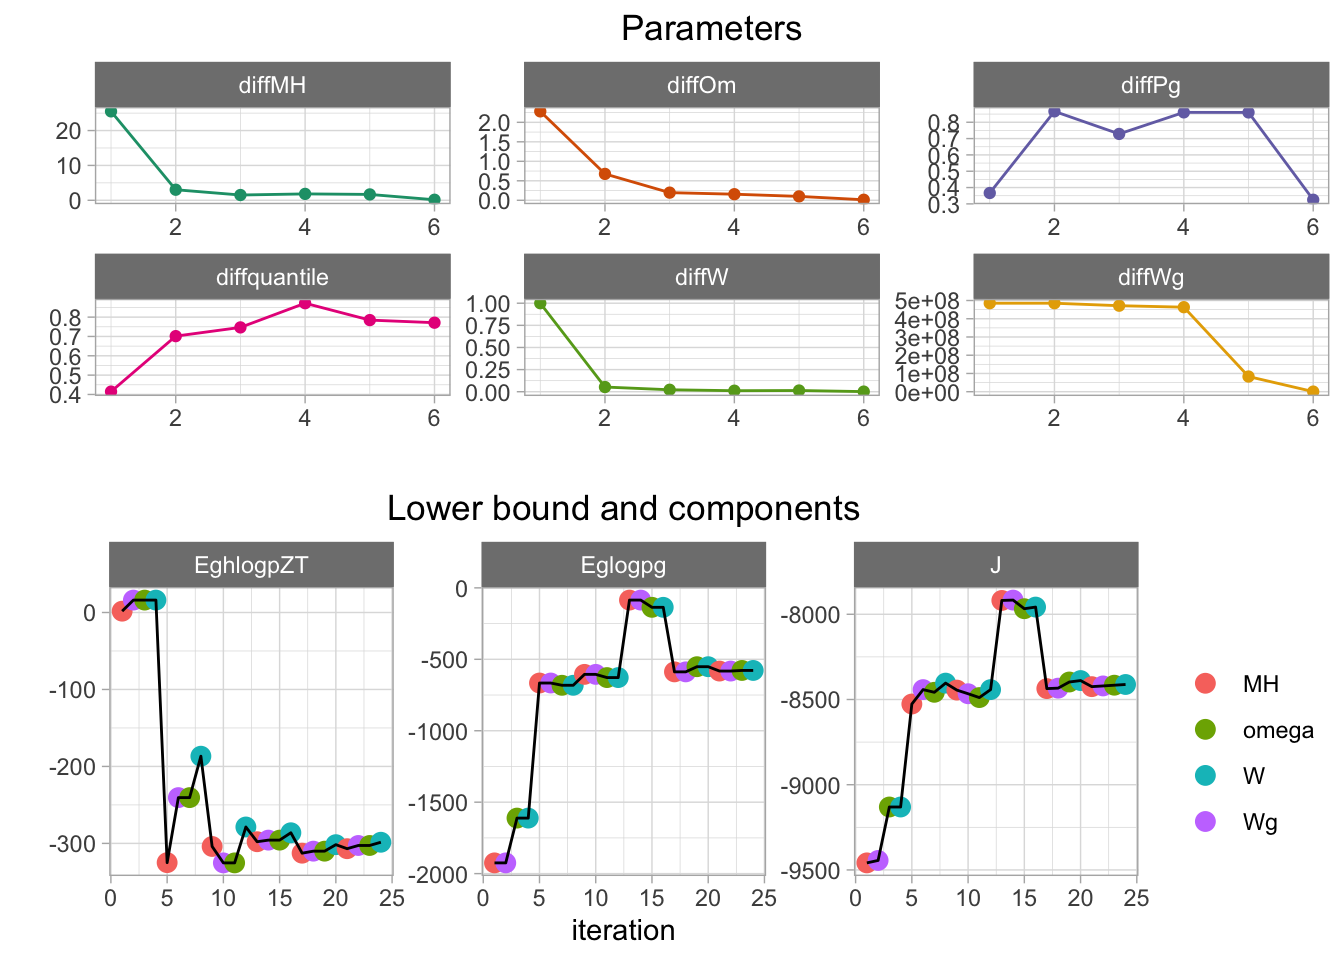 Parameters
diffMH
diffOm
diffPg
20
10
0
2 4 6
2.0
1.5
1.0
0.5
0.0
2 4 6
0.8
0.7
0.6
0.5
0.4
0.3
2 4 6
diffquantile
diffW
diffWg
0.8
0.7
0.6
0.5
0.4
2 4 6
1.00
0.75
0.50
0.25
0.00
2 4 6
5e+08
4e+08
3e+08
2e+08
1e+08
0e+00
2 4 6
Lower bound and components
EghlogpZT
Eglogpg
J
0
-100
-200
-300
0 5 10 15 20 25
0
-500
-1000
-1500
-2000
0 5 10 15 20 25
-8000
-8500
-9000
-9500
0 5 10 15 20 25
iteration
MH
omega
W
Wg